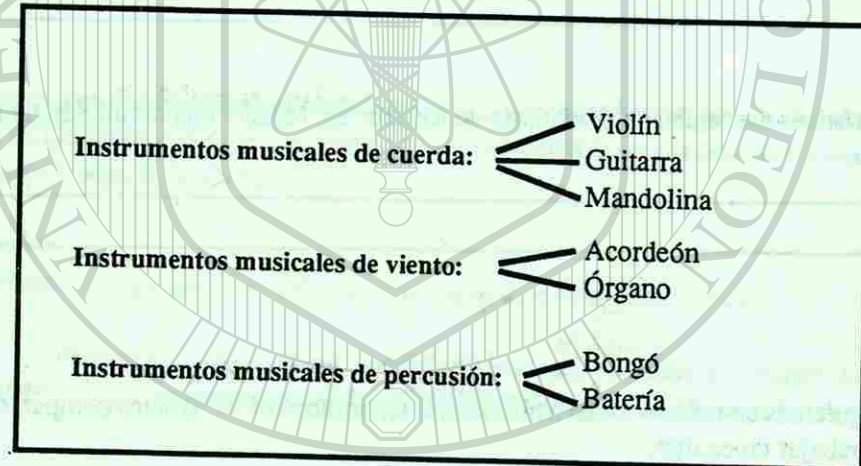 Violín
Instrumentos musicales de cuerda: Guitarra
Mandolina
Instrumentos musicales de viento: Acordeón
Órgano
Instrumentos musicales de percusión: Bongó
Batería
LEON